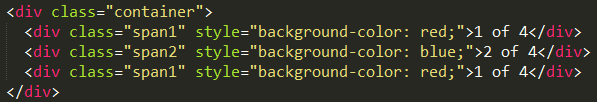 <div class="container">
  <div class="span1" style="background-color: red;">1 of 4</div>
  <div class="span2" style="background-color: blue;">2 of 4</div>
  <div class="span1" style="background-color: red;">1 of 4</div>
</div>